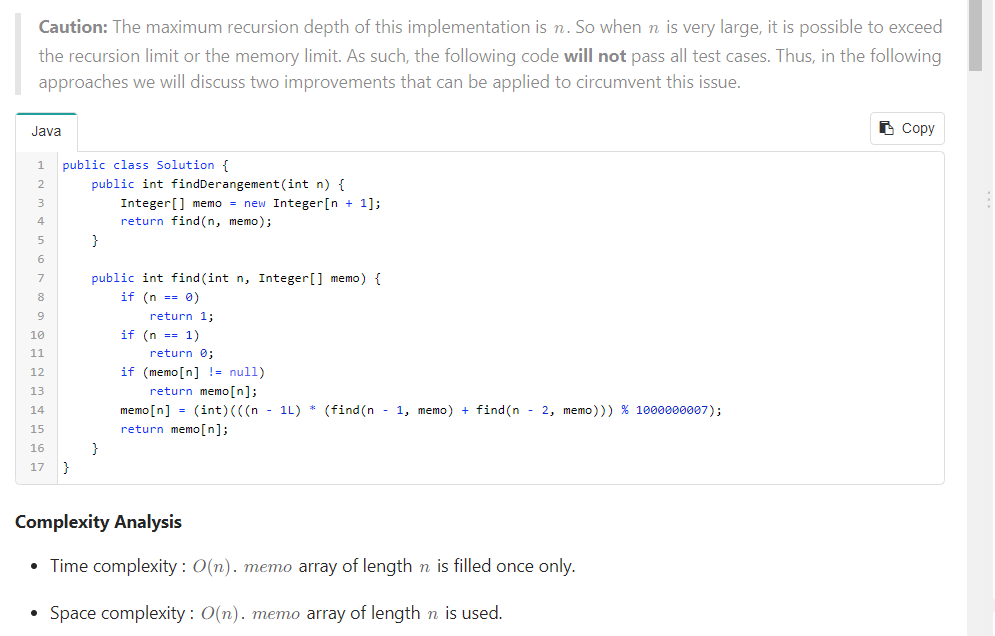 Caution: The maximum recursion depth of this implementation is n. So when n is very large, it is possible to exceed
the recursion limit or the memory limit. As such, the following code will not pass all test cases. Thus, in the following
approaches we will discuss two improvements that can be applied to circumvent this issue.
Java
Copy
1 public class Solution {
2     public int findDerangement(int n) {
3         Integer[] memo = new Integer[n + 1];
4         return find(n, memo);
5     }
6
7     public int find(int n, Integer[] memo) {
8         if (n == 0)
9             return 1;
10         if (n == 1)
11             return 0;
12         if (memo[n] != null)
13             return memo[n];
14         memo[n] = (int)(((n - 1L) * (find(n - 1, memo) + find(n - 2, memo))) % 1000000007);
15         return memo[n];
16     }
17 }
Complexity Analysis
• Time complexity : O(n). memo array of length n is filled once only.
• Space complexity : O(n). memo array of length n is used.